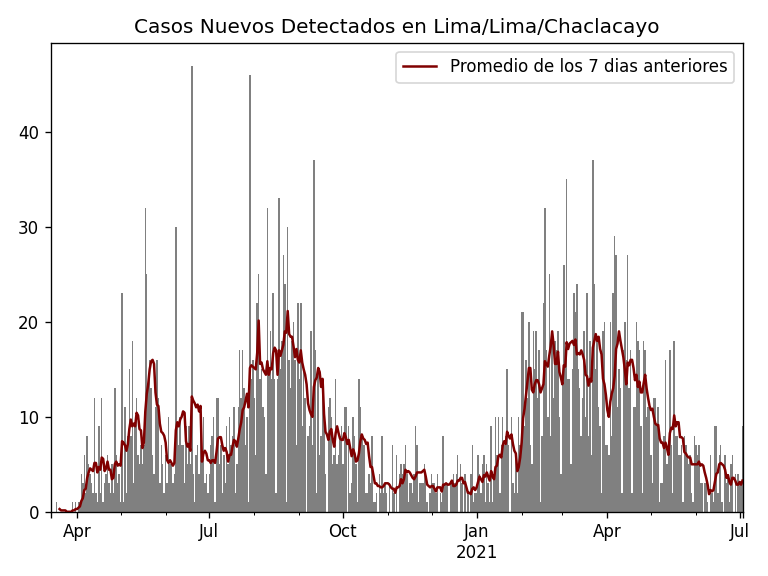 Casos Nuevos Detectados en Lima/Lima/Chaclacayo
Promedio de los 7 dias anteriores
40
30
20
10
0
Apr Jul Oct Jan Apr Jul
2021